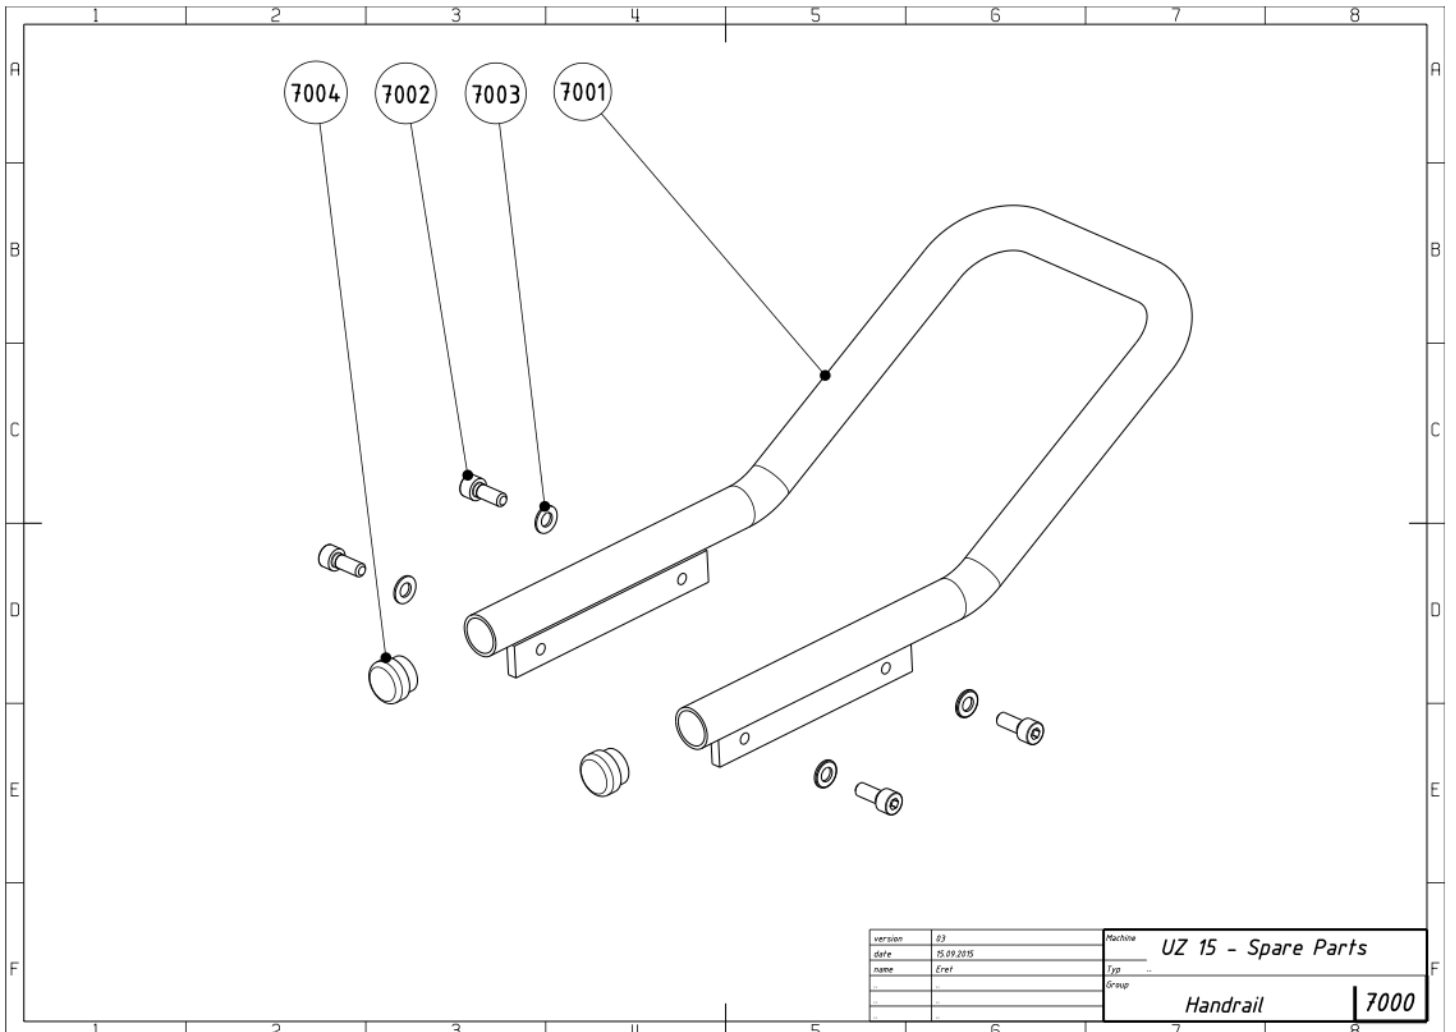 1 2 3 4 5 6 7 8
A A
7004 7002 7003 7001
B B
C C
D D
E E
version 03 Machine UZ 15 - Spare Parts
date 15.09.2015
name Eret Typ ..
F F
.. .. Group
.. .. Handrail 7000
.. ..
1 2 3 4 5 6 7 8